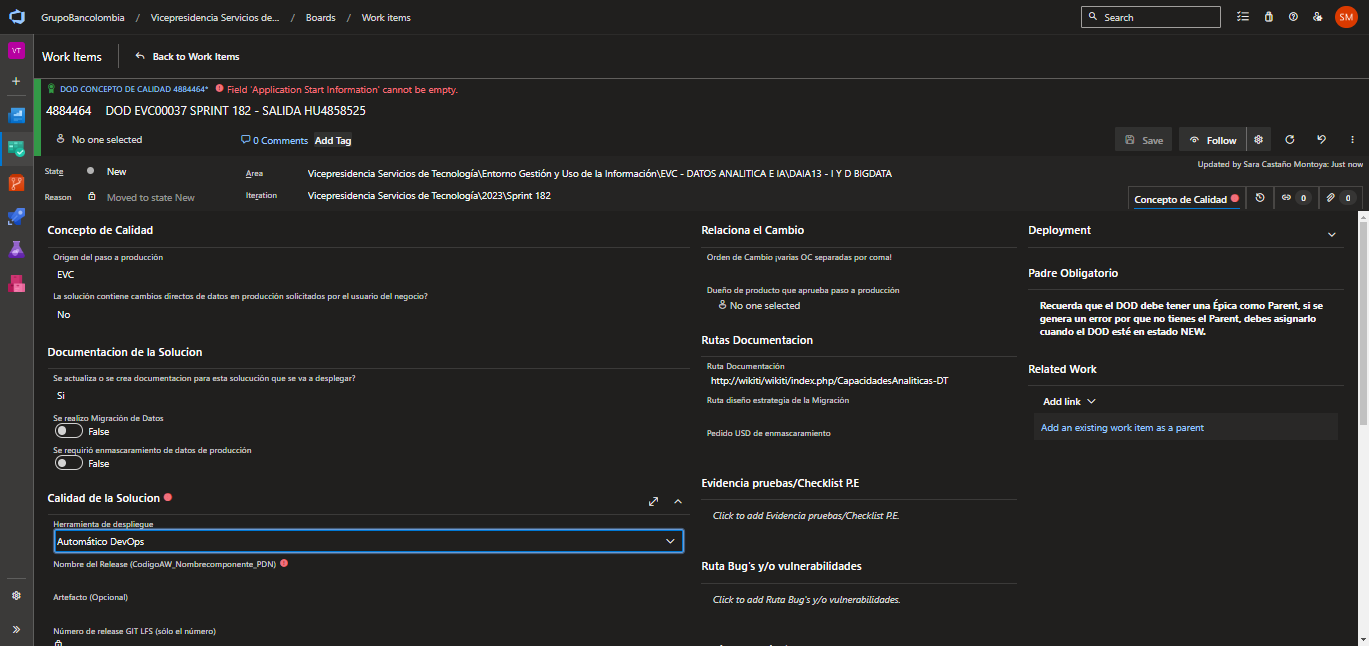 GrupoBancolombia / Vicepresidencia Servicios de... / Boards / Work items
Search
SM
VT
Work Items
Back to Work Items
DOD CONCEPTO DE CALIDAD 4884464*
Field 'Application Start Information' cannot be empty.
4884464 DOD EVC00037 SPRINT 182 - SALIDA HU4858525
No one selected
0 Comments
Add Tag
Save
Follow
Updated by Sara Castaño Montoya: Just now
State
New
Area
Vicepresidencia Servicios de Tecnología\Entorno Gestión y Uso de la Información\EVC - DATOS ANALITICA E IA\DAIA13 - I Y D BIGDATA
Reason
Moved to state New
Iteration
Vicepresidencia Servicios de Tecnología\2023\Sprint 182
Concepto de Calidad
0
0
Concepto de Calidad
Origen del paso a producción
EVC
La solución contiene cambios directos de datos en producción solicitados por el usuario del negocio?
No
Documentacion de la Solucion
Se actualiza o se crea documentacion para esta solucución que se va a desplegar?
Si
Se realizo Migración de Datos
False
Se requirió enmascaramiento de datos de producción
False
Calidad de la Solucion
Herramienta de despliegue
Automático DevOps
Nombre del Release (CodigoAW_Nombrecomponente_PDN)
Artefacto (Opcional)
Número de release GIT LFS (sólo el número)
Relaciona el Cambio
Orden de Cambio ¡varias OC separadas por coma!
Dueño de producto que aprueba paso a producción
No one selected
Rutas Documentacion
Ruta Documentación
http://wikiti/wikiti/index.php/CapacidadesAnaliticas-DT
Ruta diseño estrategia de la Migración
Pedido USD de enmascaramiento
Evidencia pruebas/Checklist P.E
Click to add Evidencia pruebas/Checklist P.E.
Ruta Bug's y/o vulnerabilidades
Click to add Ruta Bug's y/o vulnerabilidades.
Deployment
Padre Obligatorio
Recuerda que el DOD debe tener una Épica como Parent, si se
genera un error por que no tienes el Parent, debes asignarlo
cuando el DOD esté en estado NEW.
Related Work
Add link
Add an existing work item as a parent